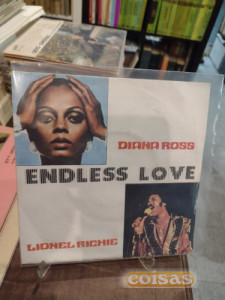 DIANA ROSS
ENDLESS LOVE
LIONEL RICHIE
coisas